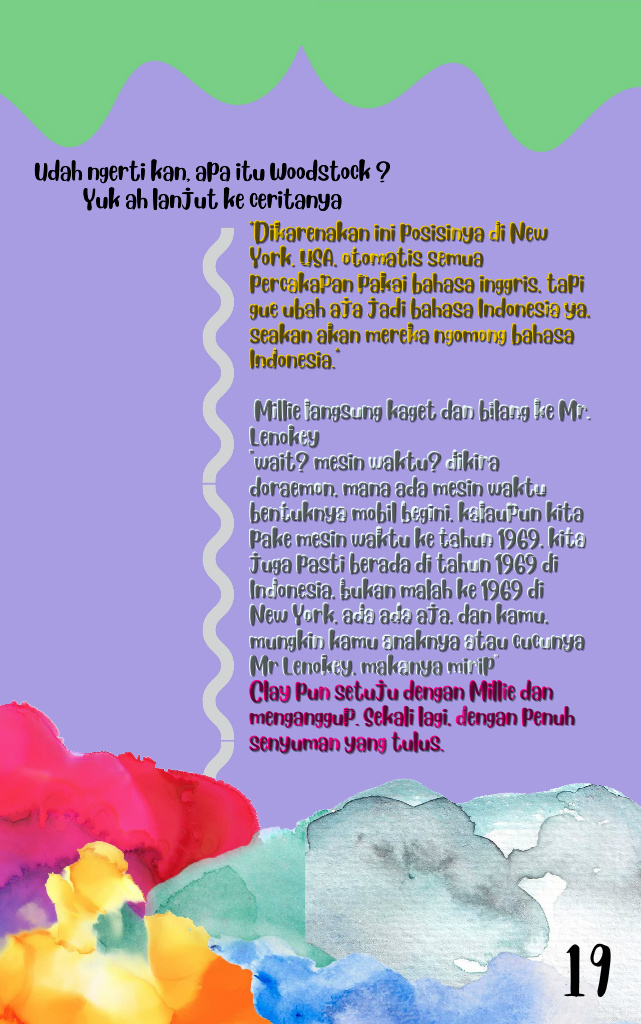 Udah ngerti kan, apa itu Woodstock ?
Yuk ah lanjut ke ceritanya
"Dikarenakan ini posisinya di New
York, USA, otomatis semua
percakapan pakai bahasa inggris, tapi
gue ubah aja jadi bahasa Indonesia ya,
seakan akan mereka ngomong bahasa
Indonesia."
Millie langsung kaget dan bilang ke Mr.
Lenokey
"wait? mesin waktu? dikira
doraemon, mana ada mesin waktu
bentuknya mobil begini, kalaupun kita
pake mesin waktu ke tahun 1969, kita
juga pasti berada di tahun 1969 di
Indonesia, bukan malah ke 1969 di
New York, ada ada aja, dan kamu,
mungkin kamu anaknya atau cucunya
Mr Lenokey, makanya mirip"
Clay pun setuju dengan Millie dan
menganggup. Sekali lagi, dengan penuh
senyuman yang tulus.
19